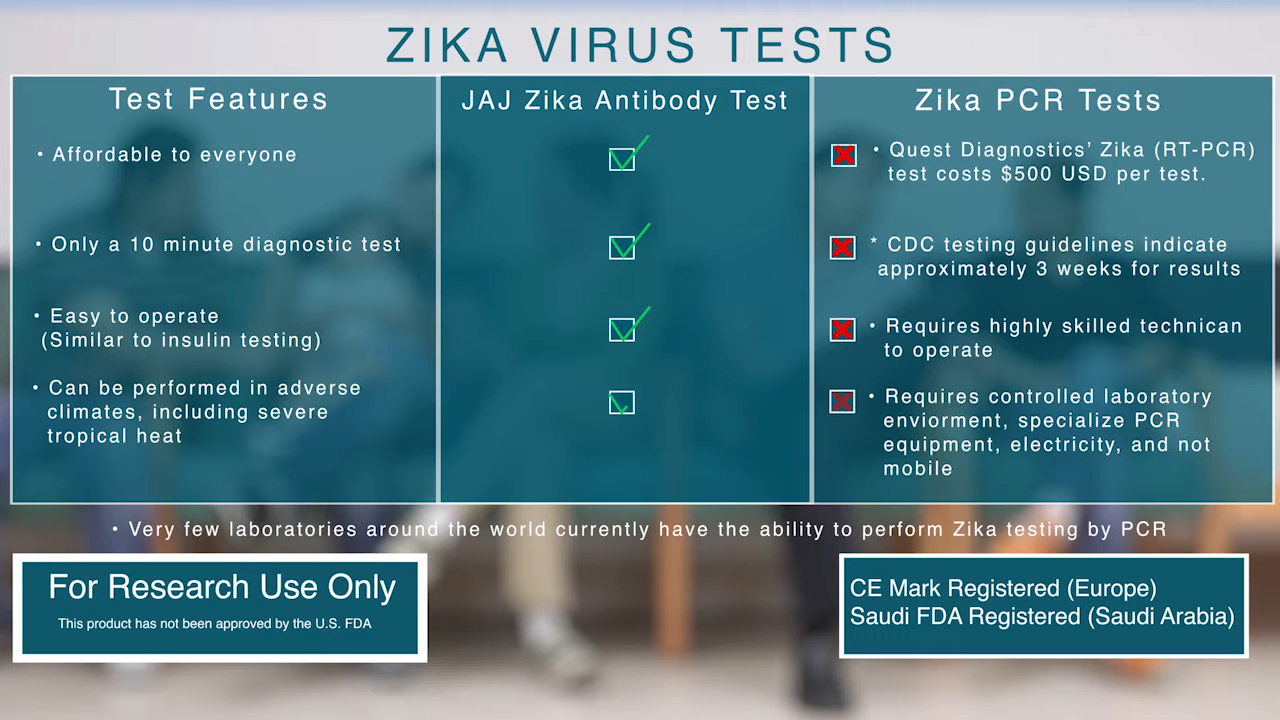 ZIKA VIRUS TESTS
Test Features
• Affordable to everyone
• Only a 10 minute diagnostic test
• Easy to operate
(Similar to insulin testing)
• Can be performed in adverse
climates, including severe
tropical heat
JAJ Zika Antibody Test
Zika PCR Tests
• Quest Diagnostics’ Zika (RT-PCR)
test costs $500 USD per test.
* CDC testing guidelines indicate
approximately 3 weeks for results
• Requires highly skilled technican
to operate
• Requires controlled laboratory
enviorment, specialize PCR
equipment, electricity, and not
mobile
• Very few laboratories around the world currently have the ability to perform Zika testing by PCR
For Research Use Only
This product has not been approved by the U.S. FDA
CE Mark Registered (Europe)
Saudi FDA Registered (Saudi Arabia)